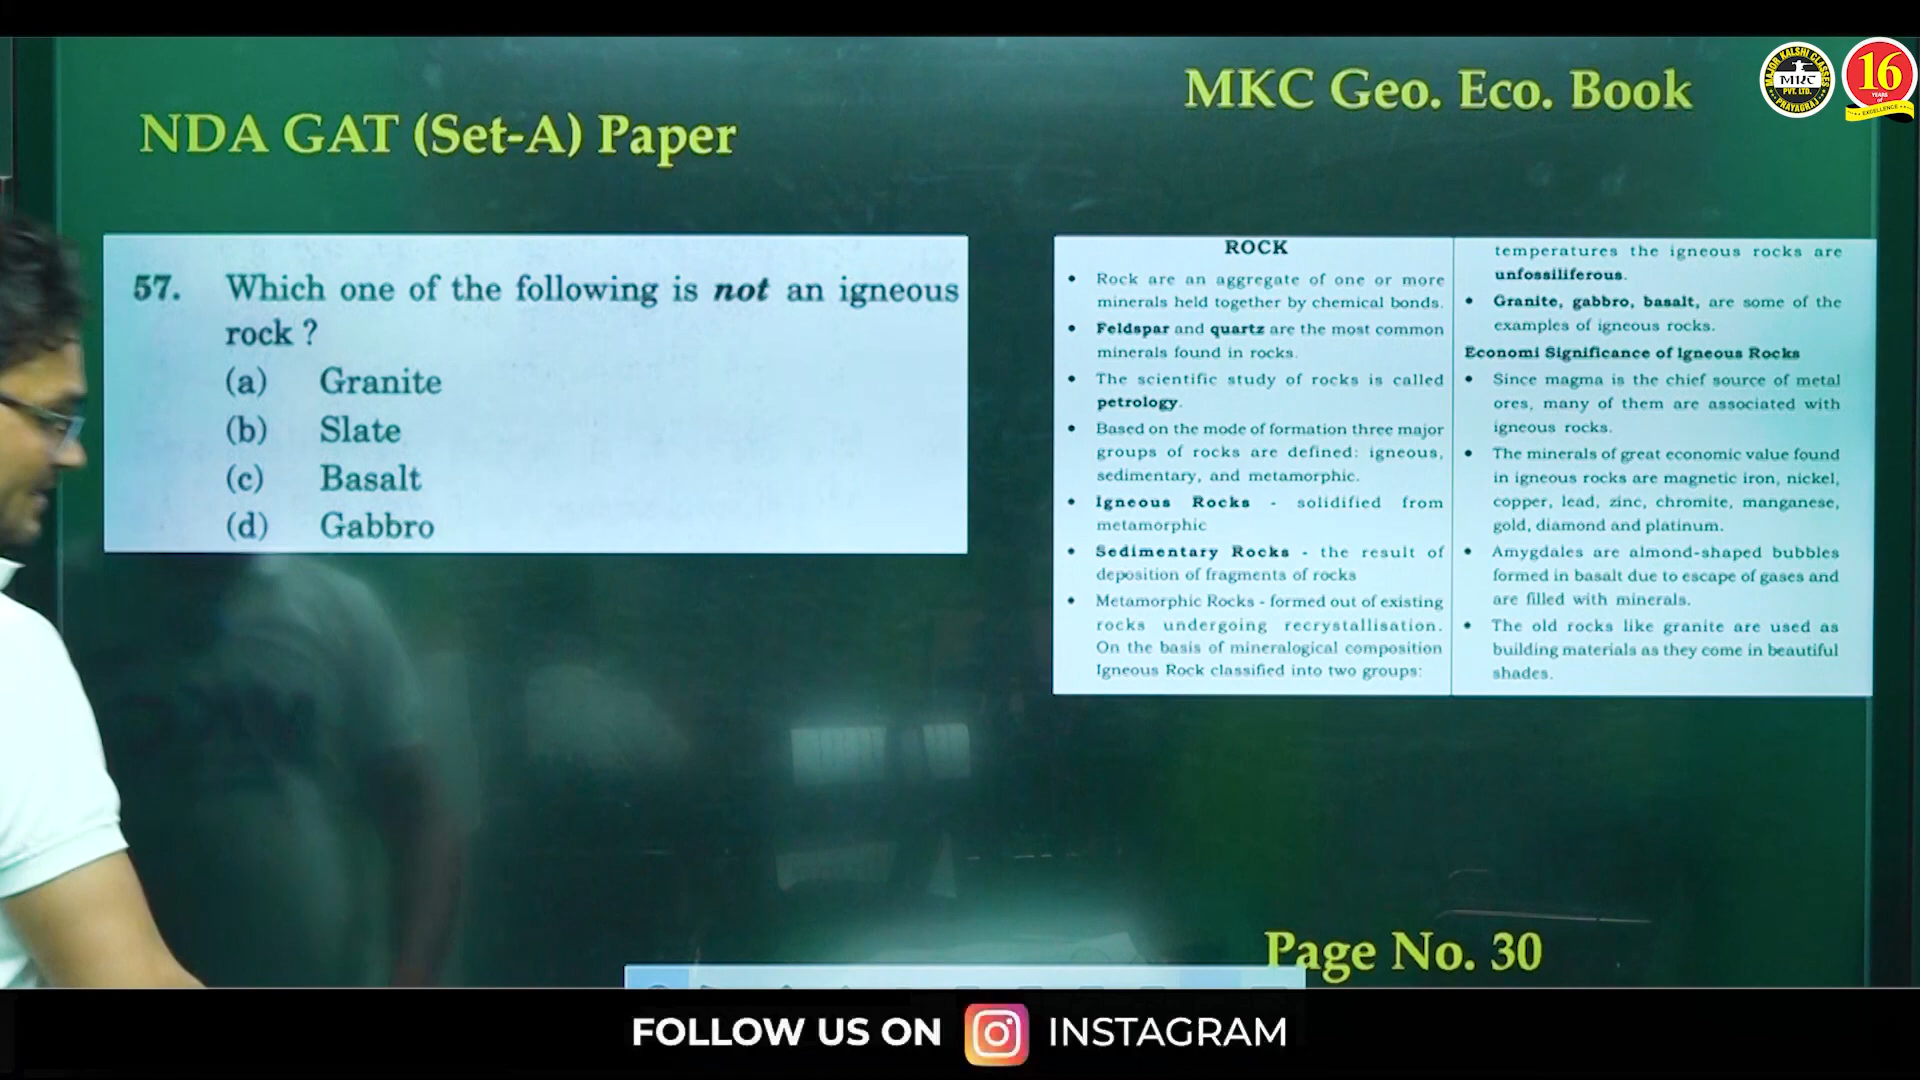 MKC Geo. Eco. Book
NDA GAT (Set-A) Paper
MAJOR KALSHI CLASSES
MKC
PVT. LTD.
PRAYAGRAJ
16
YEARS
of
EXCELLENCE
57. Which one of the following is not an igneous
rock ?
(a) Granite
(b) Slate
(c) Basalt
(d) Gabbro
ROCK
• Rock are an aggregate of one or more
minerals held together by chemical bonds.
• Feldspar and quartz are the most common
minerals found in rocks.
• The scientific study of rocks is called
petrology.
• Based on the mode of formation three major
groups of rocks are defined: igneous,
sedimentary, and metamorphic.
• Igneous Rocks - solidified from
metamorphic
• Sedimentary Rocks - the result of
deposition of fragments of rocks
• Metamorphic Rocks - formed out of existing
rocks undergoing recrystallisation.
On the basis of mineralogical composition
Igneous Rock classified into two groups:
temperatures the igneous rocks are
unfossiliferous.
• Granite, gabbro, basalt, are some of the
examples of igneous rocks.
Economi Significance of Igneous Rocks
• Since magma is the chief source of metal
ores, many of them are associated with
igneous rocks.
• The minerals of great economic value found
in igneous rocks are magnetic iron, nickel,
copper, lead, zinc, chromite, manganese,
gold, diamond and platinum.
• Amygdales are almond-shaped bubbles
formed in basalt due to escape of gases and
are filled with minerals.
• The old rocks like granite are used as
building materials as they come in beautiful
shades.
Page No. 30
FOLLOW US ON INSTAGRAM